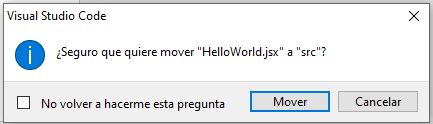 Visual Studio Code
¿Seguro que quiere mover "HelloWorld.jsx" a "src"?
No volver a hacerme esta pregunta
Mover
Cancelar